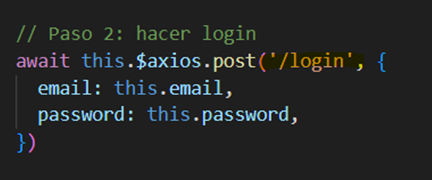 // Paso 2: hacer login
await this.$axios.post('/login', {
  email: this.email,
  password: this.password,
})